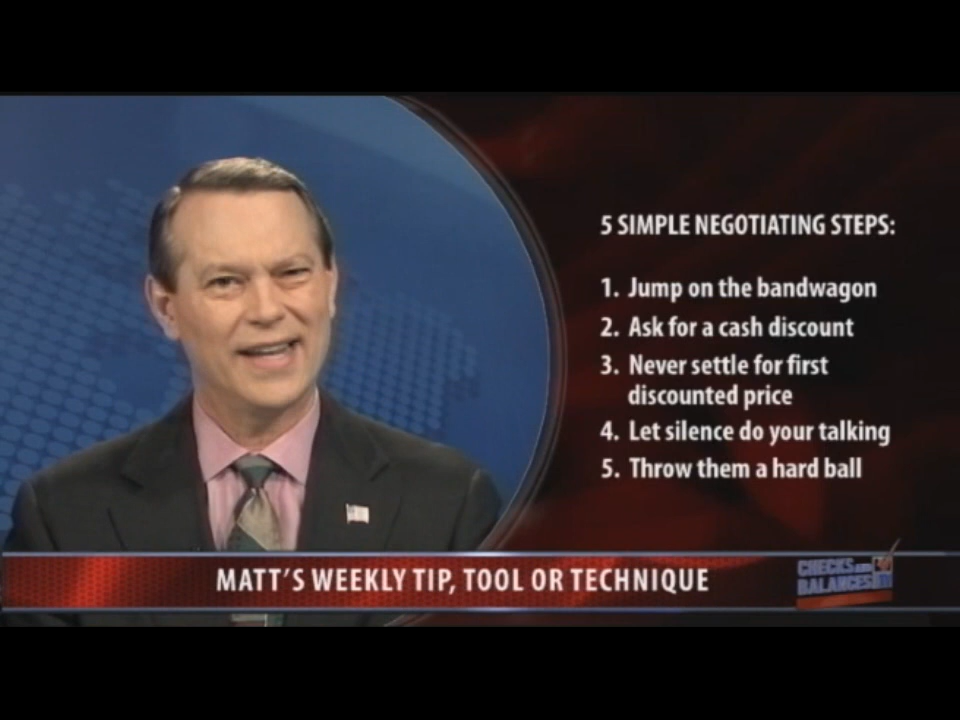 5 SIMPLE NEGOTIATING STEPS:
1. Jump on the bandwagon
2. Ask for a cash discount
3. Never settle for first
discounted price
4. Let silence do your talking
5. Throw them a hard ball
MATT'S WEEKLY TIP, TOOL OR TECHNIQUE
CHECKS AND
BALANCES TV